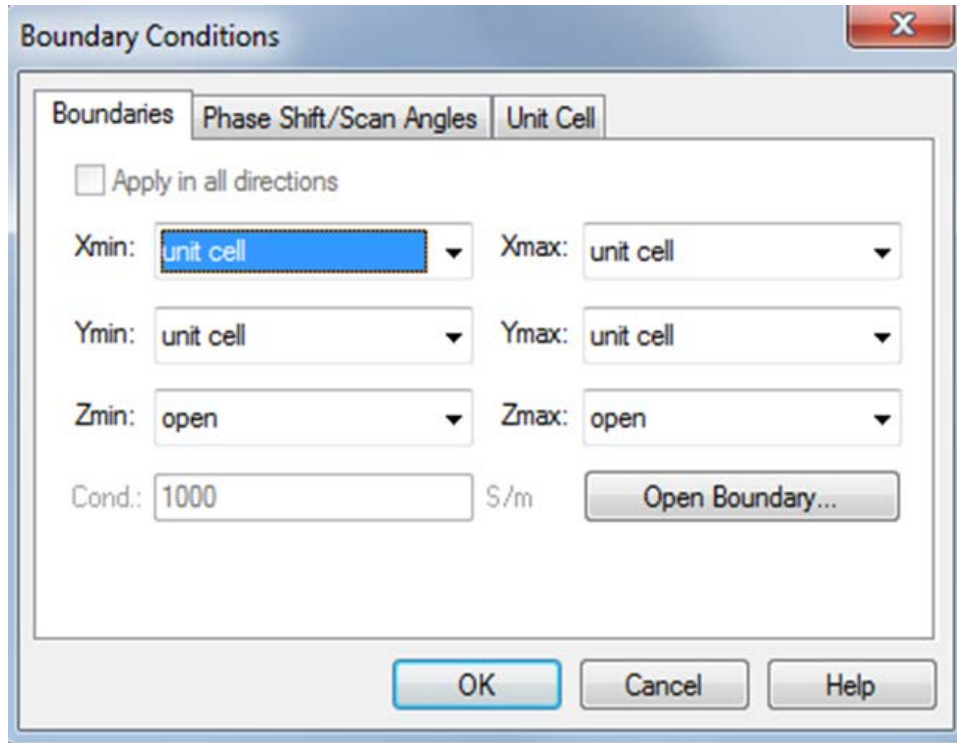 Boundary Conditions
Boundaries Phase Shift/Scan Angles Unit Cell
Apply in all directions
Xmin: unit cell Xmax: unit cell
Ymin: unit cell Ymax: unit cell
Zmin: open Zmax: open
Cond.: 1000 S/m Open Boundary...
OK Cancel Help